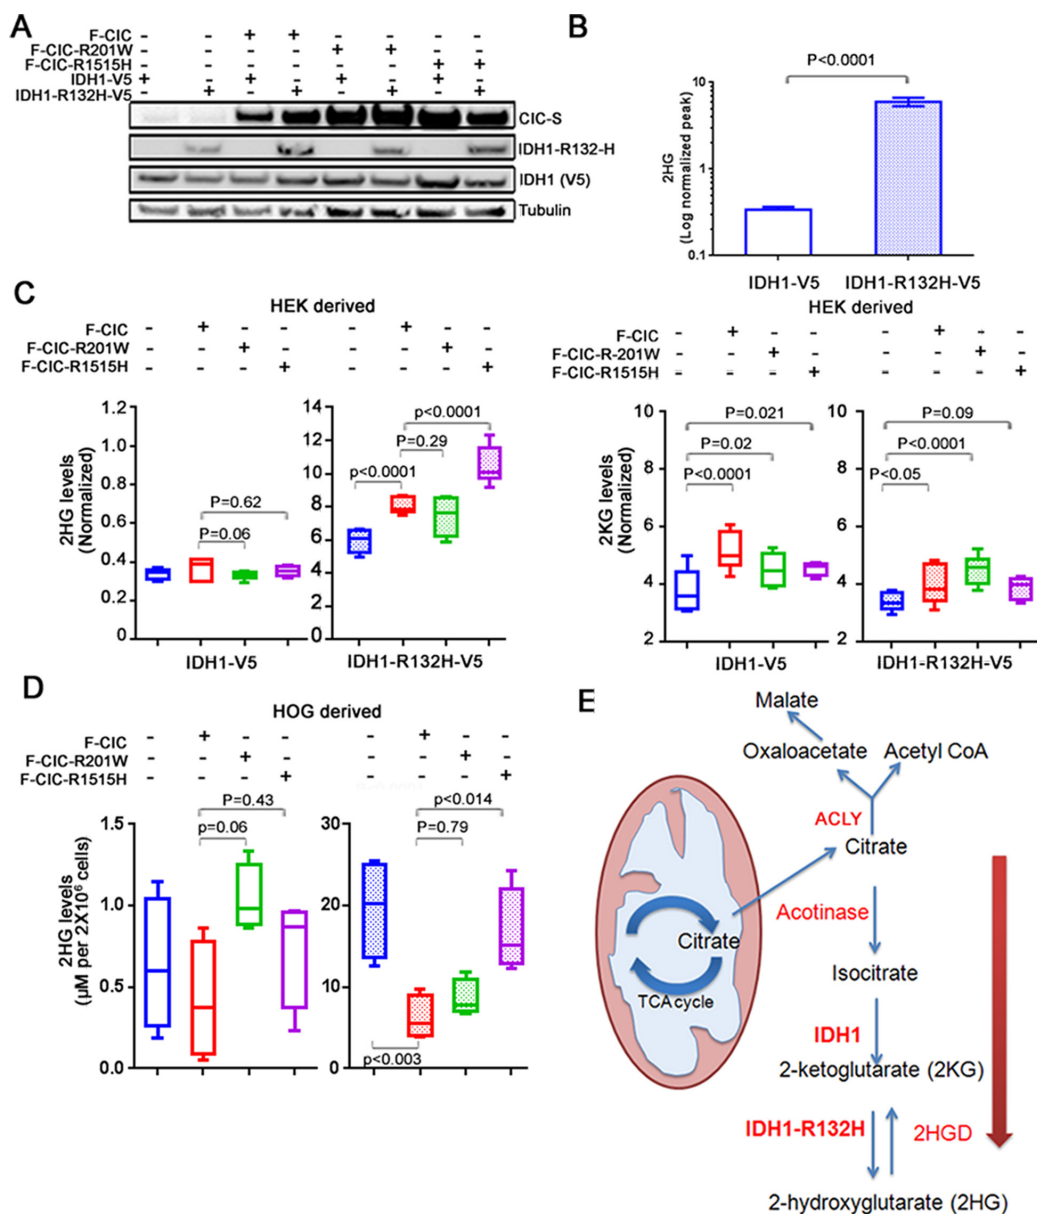 A
F-CIC - - + + - - - -
F-CIC-R201W - - - - + + - -
F-CIC-R1515H - - - - - - + +
IDH1-V5 + - + - + - + -
IDH1-R132H-V5 - + - + - + - +
CIC-S
IDH1-R132-H
IDH1 (V5)
Tubulin
B
P<0.0001
2HG
(Log normalized peak)
10
1
0.1
0.1
IDH1-V5 IDH1-R132H-V5
C
HEK derived
F-CIC - + - - - + - -
F-CIC-R201W - - + - - - + -
F-CIC-R1515H - - - + - - - +
2HG levels
(Normalized)
1.2
1.0
0.8
0.6
0.4
0.2
0
P=0.62
P=0.06
IDH1-V5
14
12
10
8
6
4
2
0
p<0.0001
P=0.29
p<0.0001
IDH1-R132H-V5
HEK derived
F-CIC - + - - - + - -
F-CIC-R-201W - - + - - - + -
F-CIC-R1515H - - - + - - - +
2KG levels
(Normalized)
10
8
6
4
2
P=0.021
P=0.02
P<0.0001
IDH1-V5
10
8
6
4
2
P=0.09
P<0.0001
P<0.05
IDH1-R132H-V5
D
HOG derived
F-CIC - + - - - + - -
F-CIC-R201W - - + - - - + -
F-CIC-R1515H - - - + - - - +
2HG levels
(µM per 2X10⁶ cells)
1.5
1.0
0.5
0.0
P=0.43
p=0.06
30
20
10
0
p<0.014
P=0.79
p<0.003
E
Malate
Oxaloacetate
Acetyl CoA
ACLY
Citrate
Acotinase
Citrate
TCA cycle
Isocitrate
IDH1
2-ketoglutarate (2KG)
IDH1-R132H
2HGD
2-hydroxyglutarate (2HG)